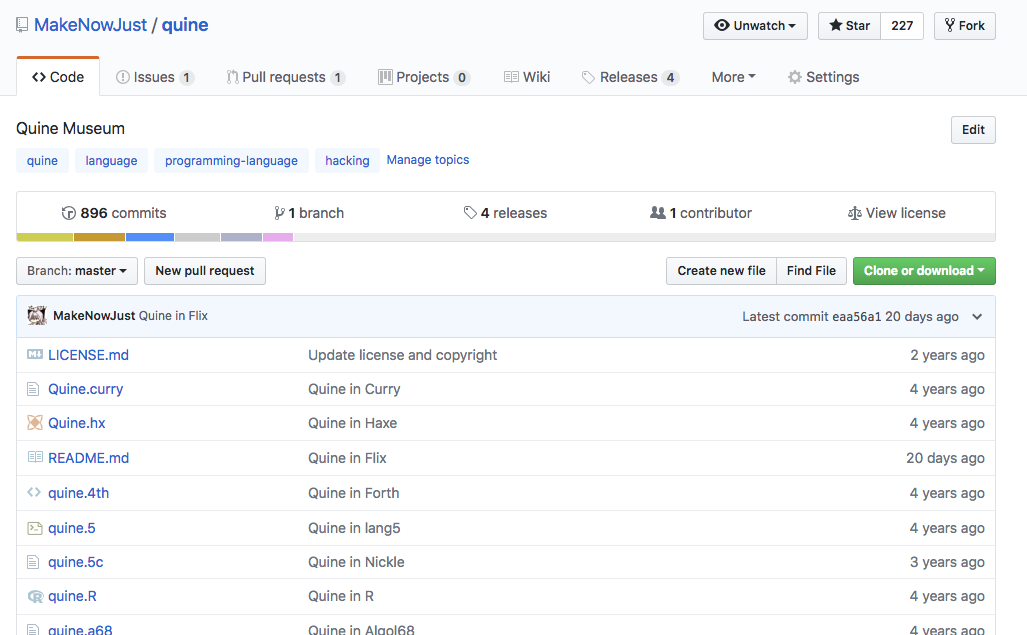 MakeNowJust / quine
Unwatch
Star 227
Fork
Code
Issues 1
Pull requests 1
Projects 0
Wiki
Releases 4
More
Settings
Quine Museum
Edit
quine language programming-language hacking Manage topics
896 commits
1 branch
4 releases
1 contributor
View license
Branch: master
New pull request
Create new file
Find File
Clone or download
MakeNowJust Quine in Flix Latest commit eaa56a1 20 days ago
LICENSE.md Update license and copyright 2 years ago
Quine.curry Quine in Curry 4 years ago
Quine.hx Quine in Haxe 4 years ago
README.md Quine in Flix 20 days ago
quine.4th Quine in Forth 4 years ago
quine.5 Quine in lang5 4 years ago
quine.5c Quine in Nickle 3 years ago
quine.R Quine in R 4 years ago
quine.a68 Quine in Algol68 4 years ago